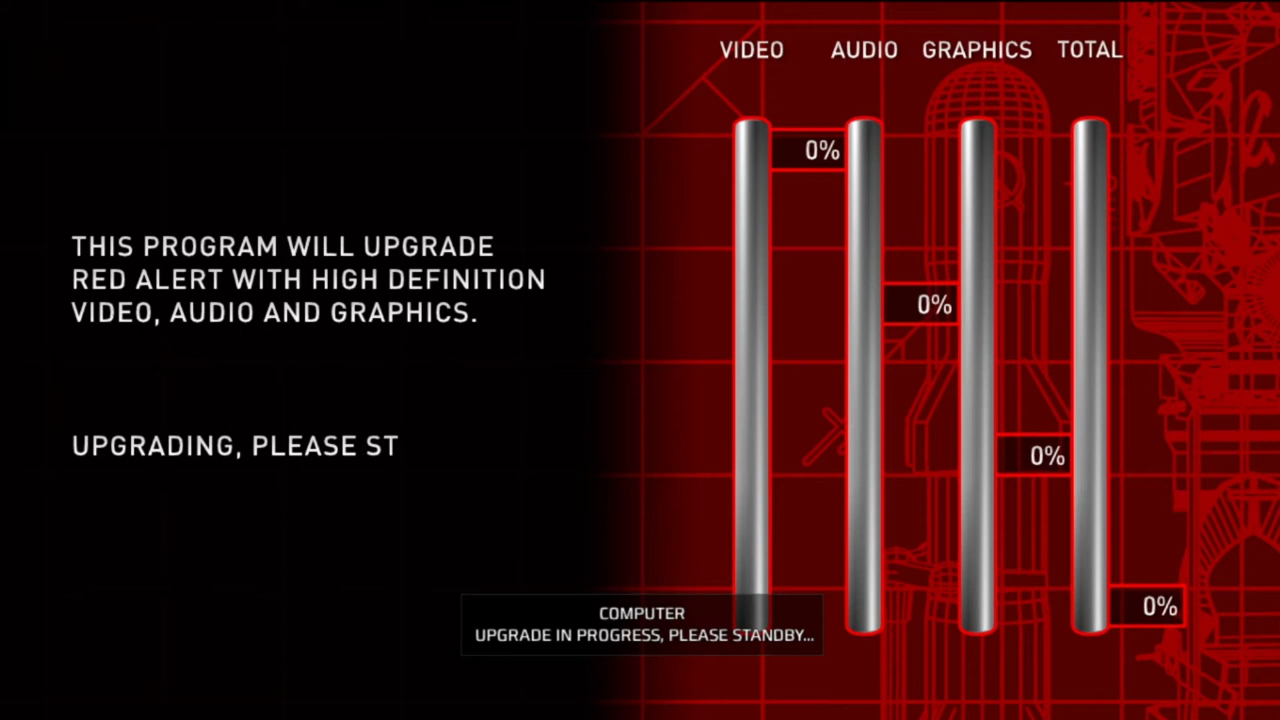 VIDEO AUDIO GRAPHICS TOTAL
0%
0%
0%
0%
THIS PROGRAM WILL UPGRADE
RED ALERT WITH HIGH DEFINITION
VIDEO, AUDIO AND GRAPHICS.
UPGRADING, PLEASE ST
COMPUTER
UPGRADE IN PROGRESS, PLEASE STANDBY...